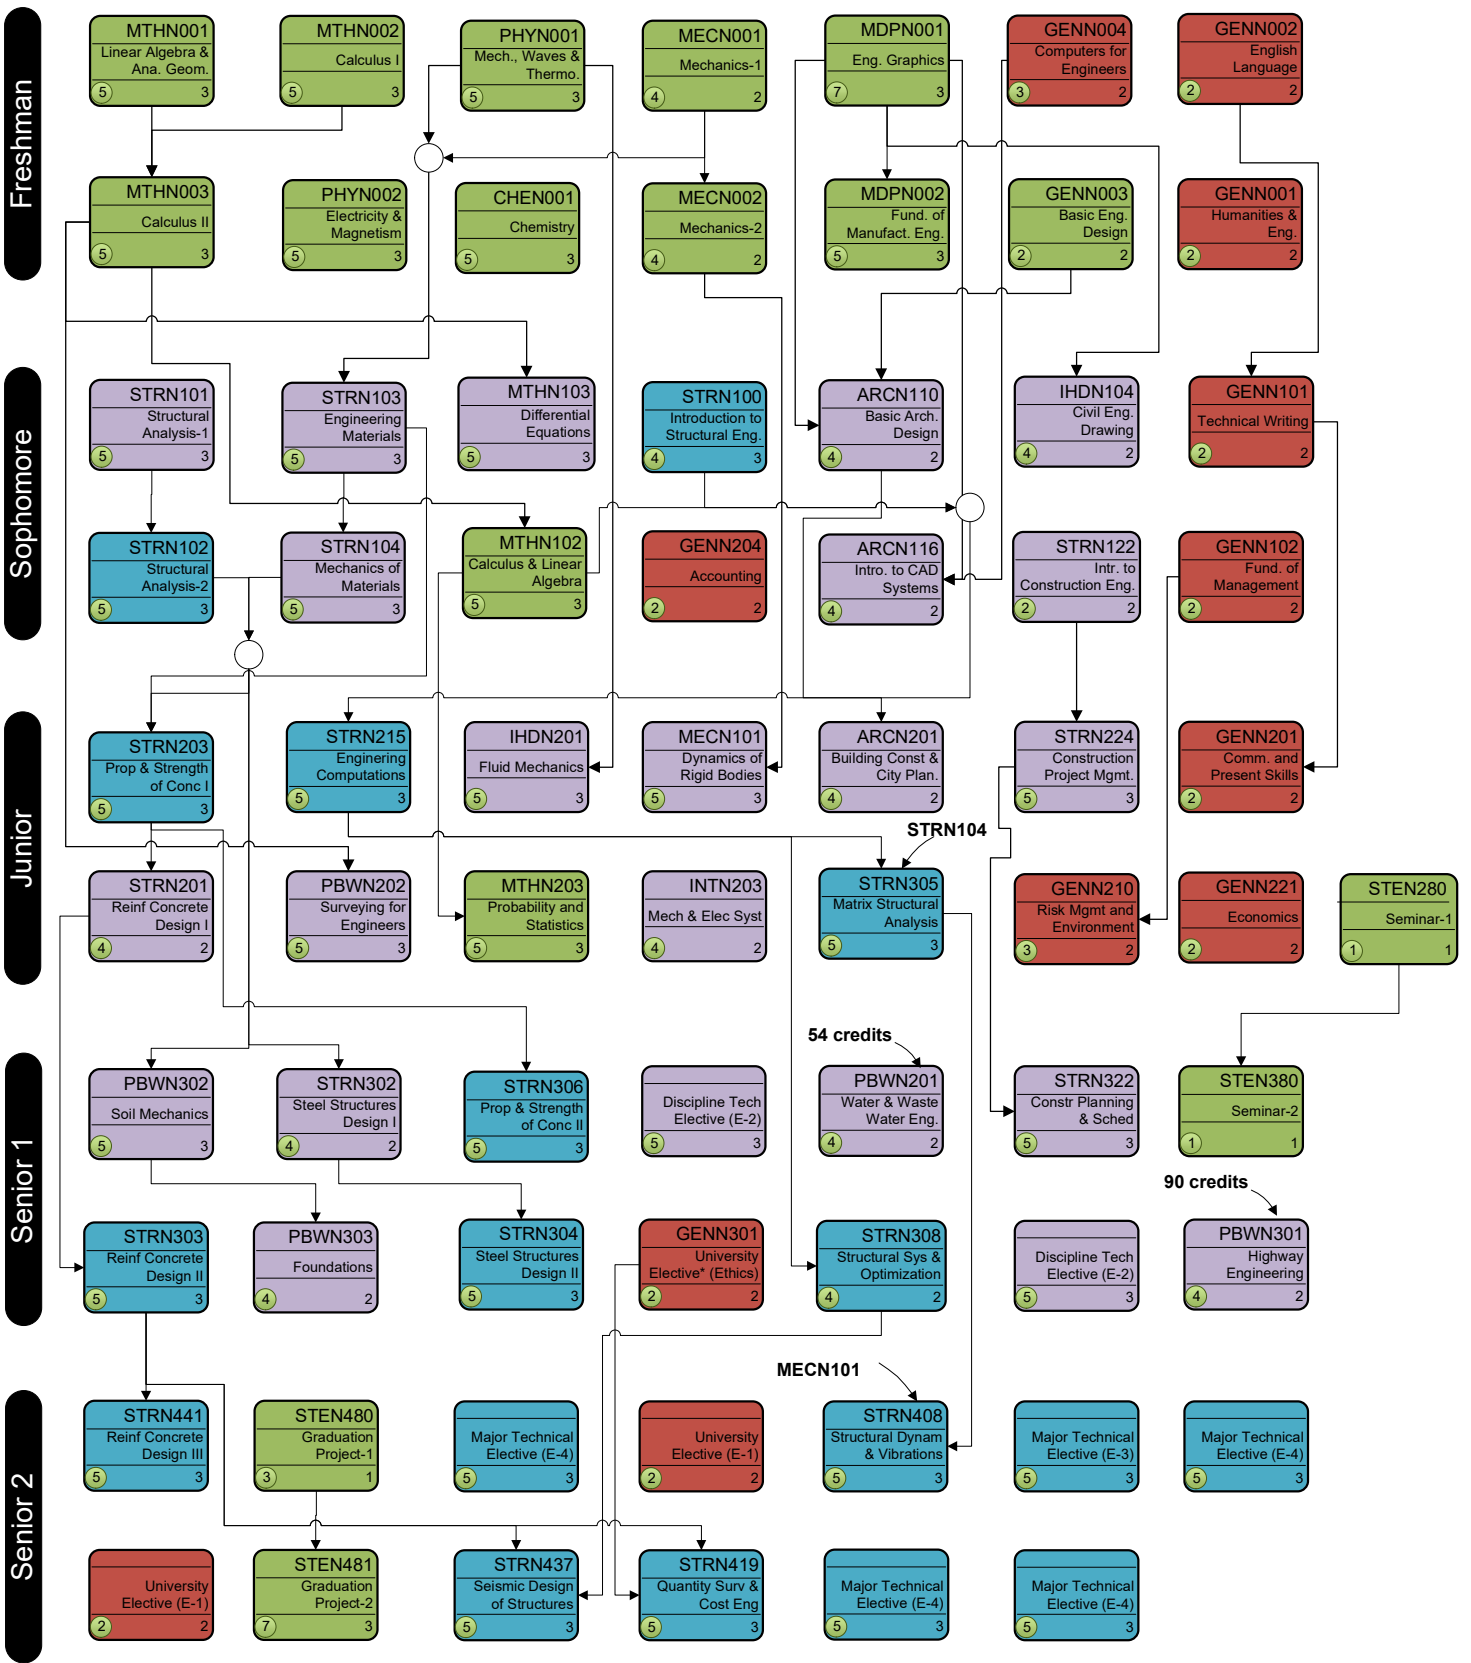 Freshman
MTHN001
Linear Algebra &
Ana. Geom.
5 3
MTHN002
Calculus I
5 3
PHYN001
Mech., Waves &
Thermo.
5 3
MECN001
Mechanics-1
4 2
MDPN001
Eng. Graphics
7 3
GENN004
Computers for
Engineers
3 2
GENN002
English
Language
2 2
MTHN003
Calculus II
5 3
PHYN002
Electricity &
Magnetism
5 3
CHEN001
Chemistry
5 3
MECN002
Mechanics-2
4 2
MDPN002
Fund. of
Manufact. Eng.
5 3
GENN003
Basic Eng.
Design
2 2
GENN001
Humanities &
Eng.
2 2
Sophomore
STRN101
Structural
Analysis-1
5 3
STRN103
Engineering
Materials
5 3
MTHN103
Differential
Equations
5 3
STRN100
Introduction to
Structural Eng.
4 3
ARCN110
Basic Arch.
Design
4 2
IHDN104
Civil Eng.
Drawing
4 2
GENN101
Technical Writing
2 2
STRN102
Structural
Analysis-2
5 3
STRN104
Mechanics of
Materials
5 3
MTHN102
Calculus & Linear
Algebra
5 3
GENN204
Accounting
2 2
ARCN116
Intro. to CAD
Systems
4 2
STRN122
Intr. to
Construction Eng.
2 2
GENN102
Fund. of
Management
2 2
Junior
STRN203
Prop & Strength
of Conc I
5 3
STRN215
Enginering
Computations
5 3
IHDN201
Fluid Mechanics
5 3
MECN101
Dynamics of
Rigid Bodies
5 3
ARCN201
Building Const &
City Plan.
4 2
STRN224
Construction
Project Mgmt.
5 3
GENN201
Comm. and
Present Skills
2 2
STRN104
STRN201
Reinf Concrete
Design I
4 2
PBWN202
Surveying for
Engineers
5 3
MTHN203
Probability and
Statistics
5 3
INTN203
Mech & Elec Syst
4 2
STRN305
Matrix Structural
Analysis
5 3
GENN210
Risk Mgmt and
Environment
3 2
GENN221
Economics
2 2
STEN280
Seminar-1
1 1
Senior 1
54 credits
PBWN302
Soil Mechanics
5 3
STRN302
Steel Structures
Design I
4 2
STRN306
Prop & Strength
of Conc II
5 3
Discipline Tech
Elective (E-2)
5 3
PBWN201
Water & Waste
Water Eng.
4 2
STRN322
Constr Planning
& Sched
5 3
STEN380
Seminar-2
1 1
90 credits
STRN303
Reinf Concrete
Design II
5 3
PBWN303
Foundations
4 2
STRN304
Steel Structures
Design II
5 3
GENN301
University
Elective* (Ethics)
2 2
STRN308
Structural Sys &
Optimization
4 2
Discipline Tech
Elective (E-2)
5 3
PBWN301
Highway
Engineering
4 2
Senior 2
MECN101
STRN441
Reinf Concrete
Design III
5 3
STEN480
Graduation
Project-1
3 1
Major Technical
Elective (E-4)
5 3
University
Elective (E-1)
2 2
STRN408
Structural Dynam
& Vibrations
5 3
Major Technical
Elective (E-3)
5 3
Major Technical
Elective (E-4)
5 3
University
Elective (E-1)
2 2
STEN481
Graduation
Project-2
7 3
STRN437
Seismic Design
of Structures
5 3
STRN419
Quantity Surv &
Cost Eng
5 3
Major Technical
Elective (E-4)
5 3
Major Technical
Elective (E-4)
5 3